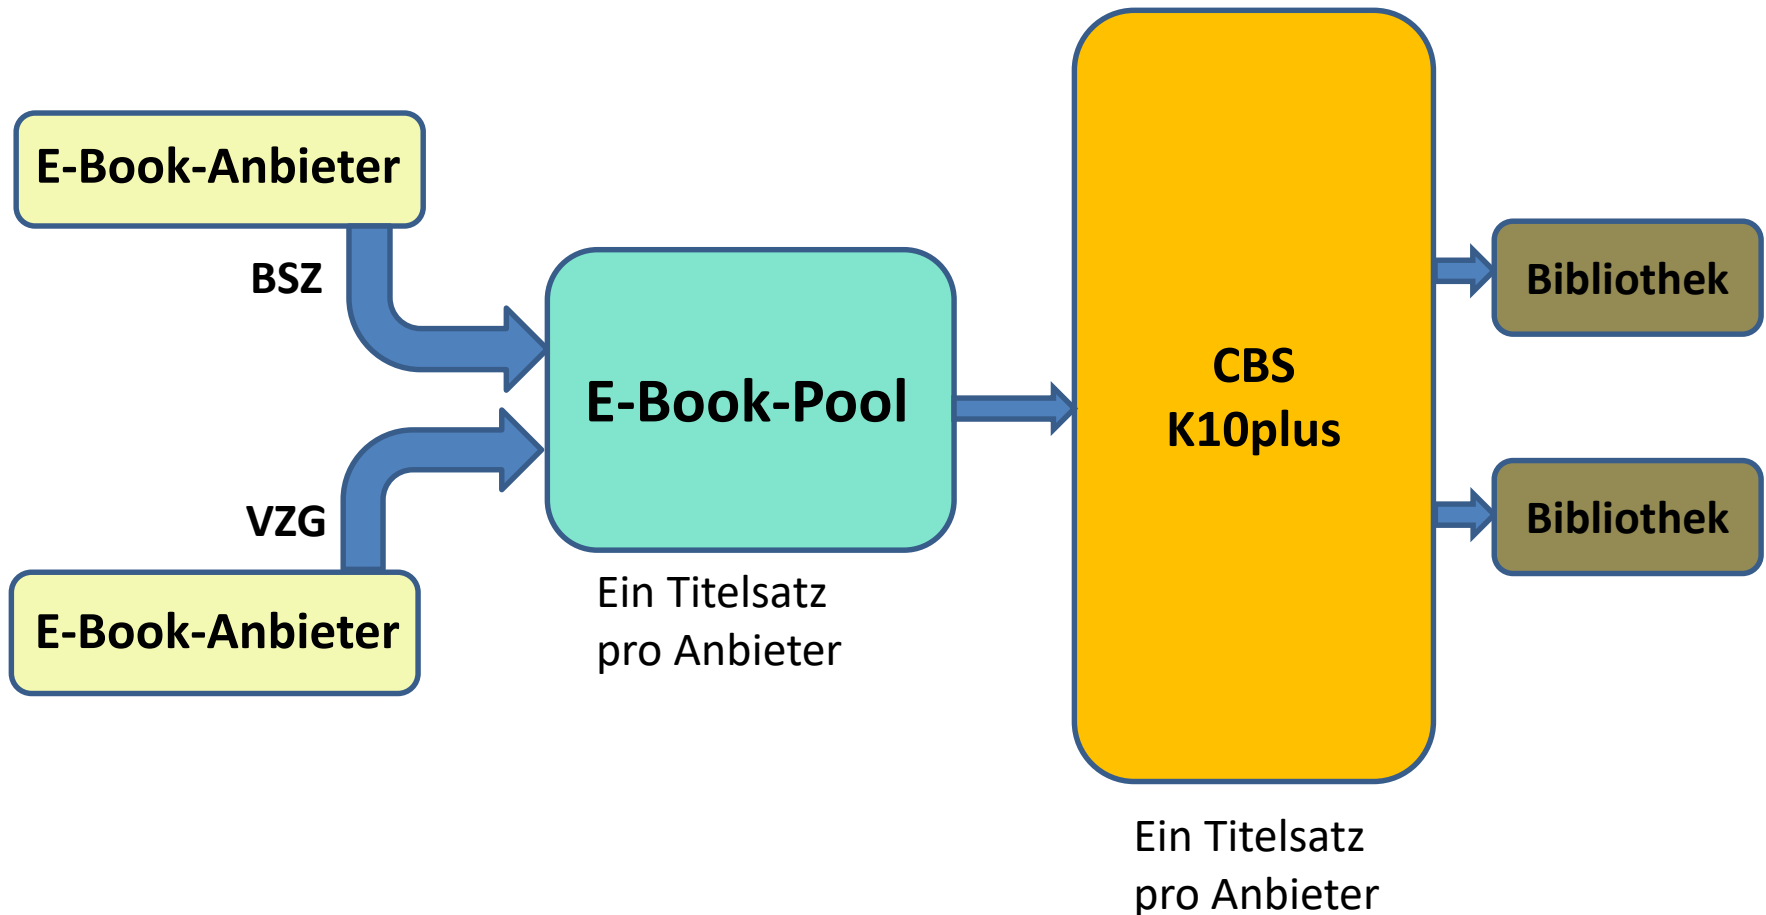 E-Book-Anbieter
BSZ
VZG
E-Book-Anbieter
E-Book-Pool
Ein Titelsatz
pro Anbieter
CBS
K10plus
Ein Titelsatz
pro Anbieter
Bibliothek
Bibliothek